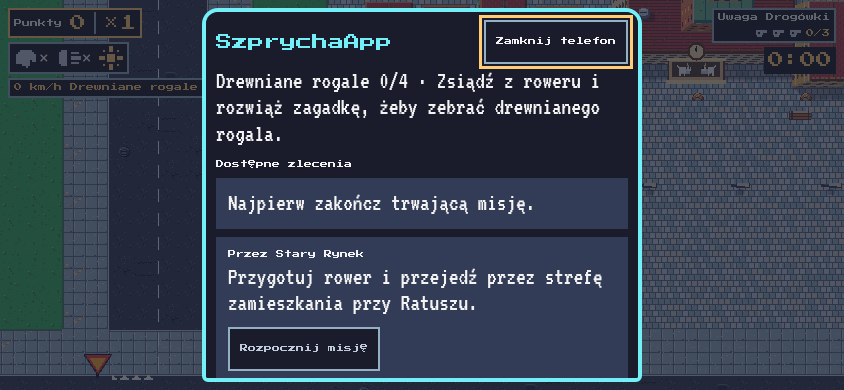 Punkty 0 | ×1
SzprychaApp
Zamknij telefon
Uwaga Drogówki
0/3
0:00
0 km/h Drewniane rogale
Drewniane rogale 0/4 · Zsiądź z roweru i
rozwiąż zagadkę, żeby zebrać drewnianego
rogala.
Dostępne zlecenia
Najpierw zakończ trwającą misję.
Przez Stary Rynek
Przygotuj rower i przejedź przez strefę
zamieszkania przy Ratuszu.
Rozpocznij misję